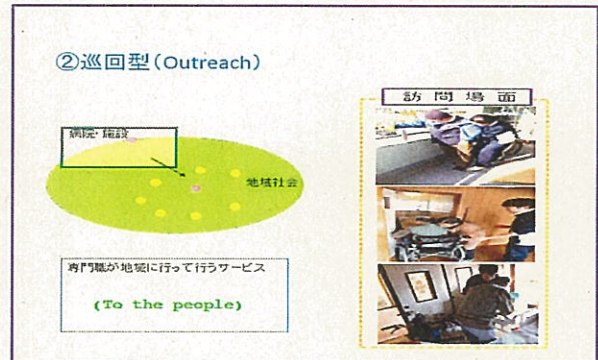 ②巡回型(Outreach)
訪問場面
病院・施設
地域社会
専門職が地域に行って行うサービス
(To the people)